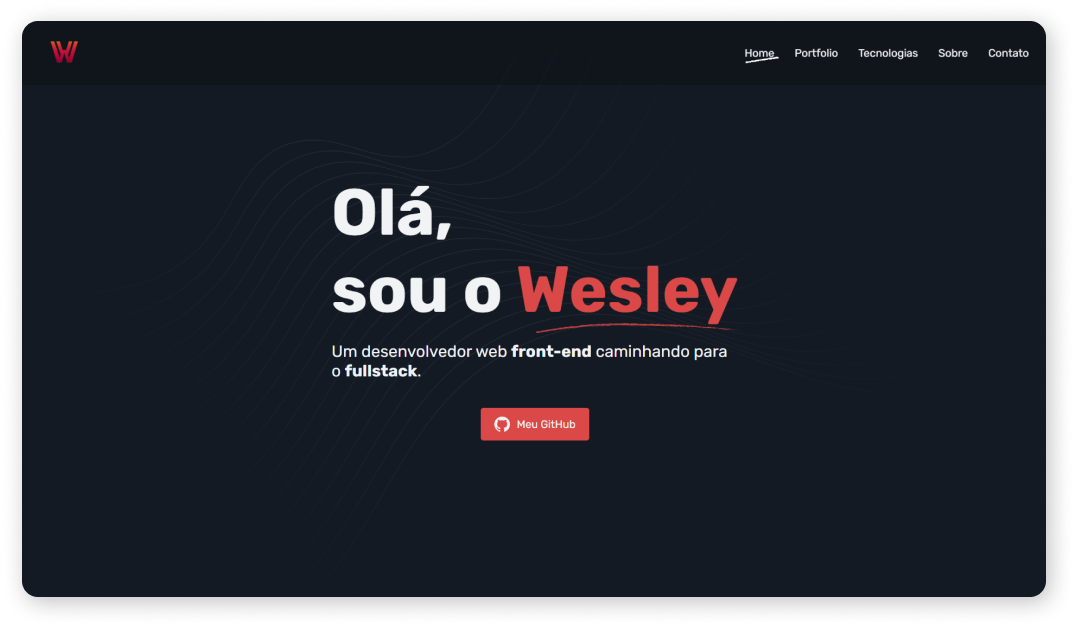 W
Home Portfolio Tecnologias Sobre Contato
Olá,
sou o Wesley
Um desenvolvedor web front-end caminhando para
o fullstack.
Meu GitHub